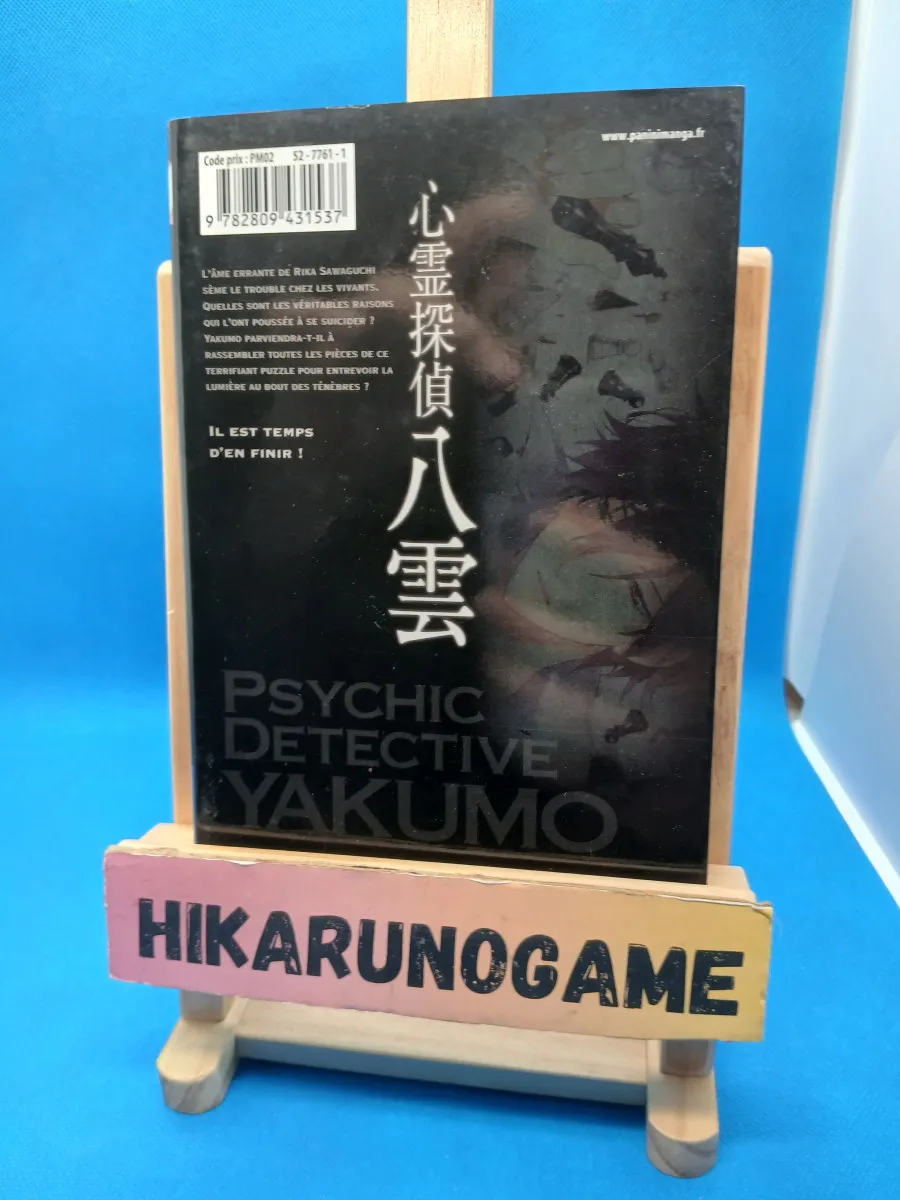 www.paninimanga.fr
Code prix : PM02 52-7761-1
9 782809 431537
L'ÂME ERRANTE DE RIKA SAWAGUCHI
SÈME LE TROUBLE CHEZ LES VIVANTS.
QUELLES SONT LES VÉRITABLES RAISONS
QUI L'ONT POUSSÉE À SE SUICIDER ?
YAKUMO PARVIENDRA-T-IL À
RASSEMBLER TOUTES LES PIÈCES DE CE
TERRIFIANT PUZZLE POUR ENTREVOIR LA
LUMIÈRE AU BOUT DES TÉNÈBRES ?
IL EST TEMPS
D'EN FINIR !
心霊探偵八雲
PSYCHIC
DETECTIVE
YAKUMO
HIKARUNOGAME